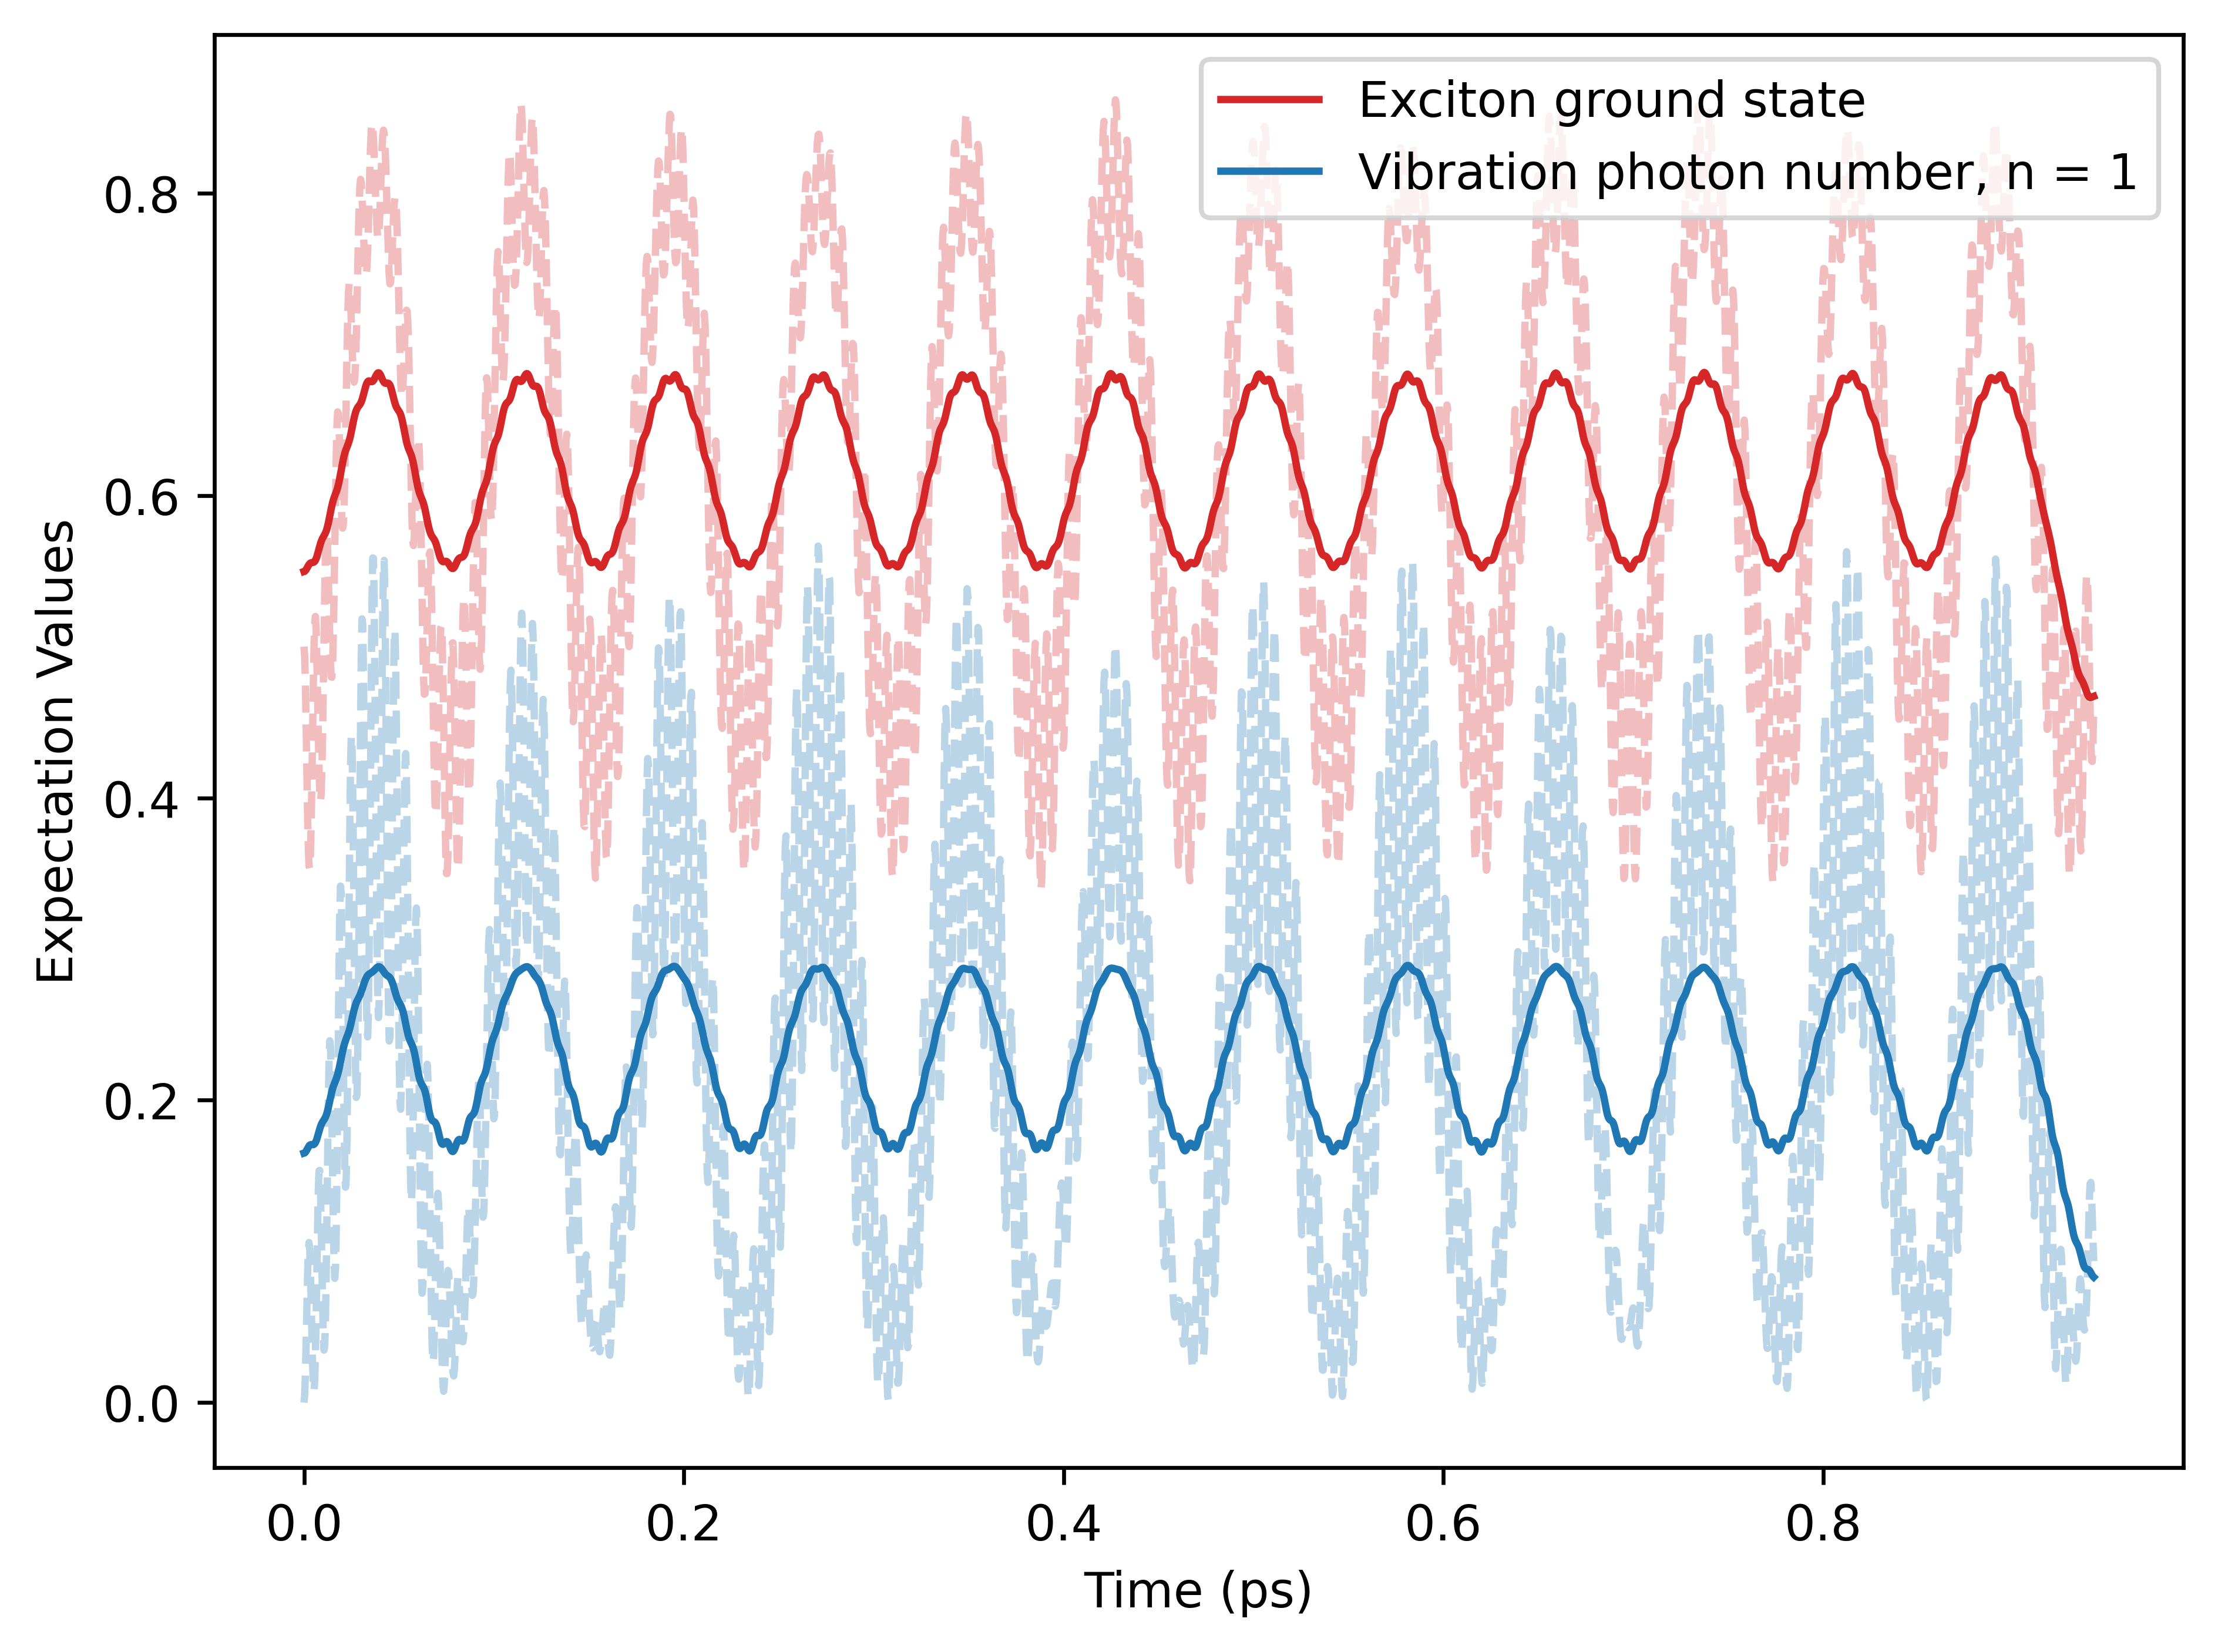 Exciton ground state
Vibration photon number, n = 1
Expectation Values
0.8
0.6
0.4
0.2
0.0
0.0 0.2 0.4 0.6 0.8
Time (ps)